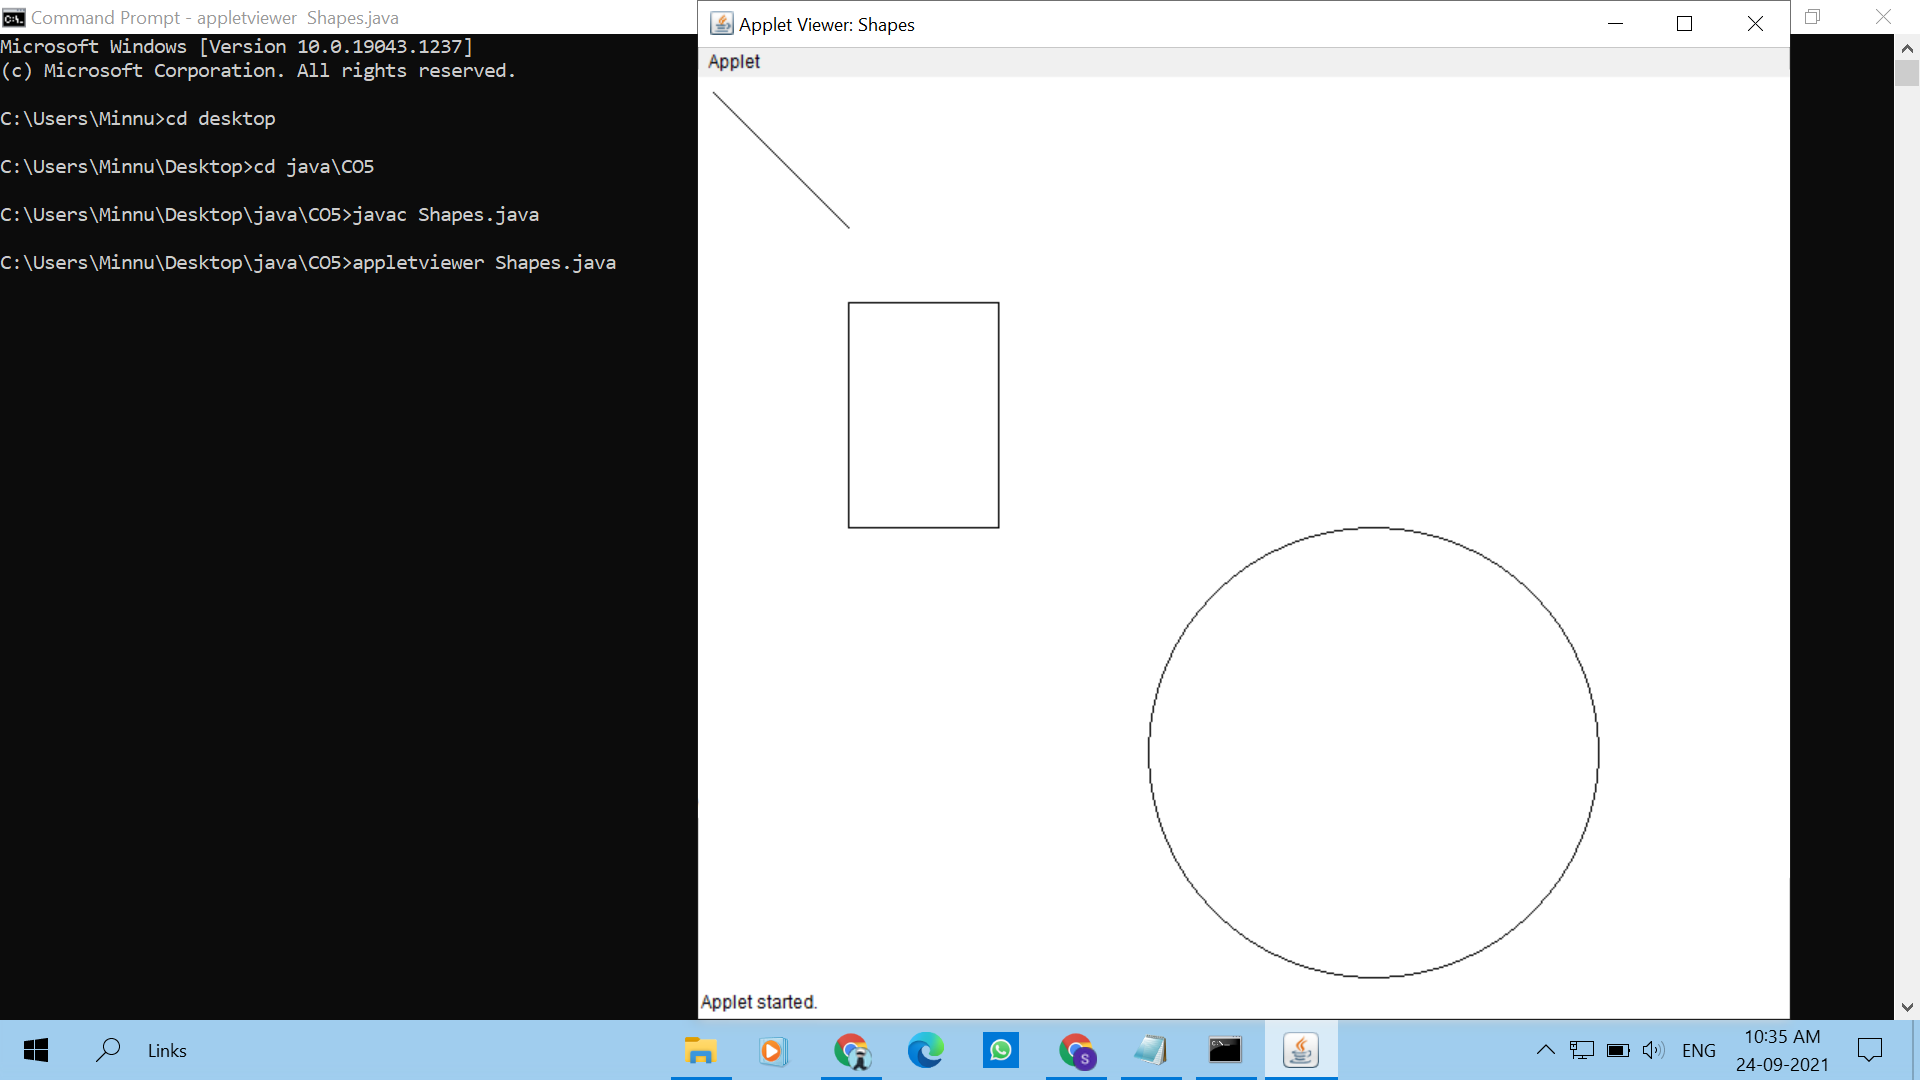 Command Prompt - appletviewer  Shapes.java
Microsoft Windows [Version 10.0.19043.1237]
(c) Microsoft Corporation. All rights reserved.
C:\Users\Minnu>cd desktop
C:\Users\Minnu\Desktop>cd java\CO5
C:\Users\Minnu\Desktop\java\CO5>javac Shapes.java
C:\Users\Minnu\Desktop\java\CO5>appletviewer Shapes.java
Applet Viewer: Shapes
Applet
Applet started.
Links
S
ENG
10:35 AM
24-09-2021